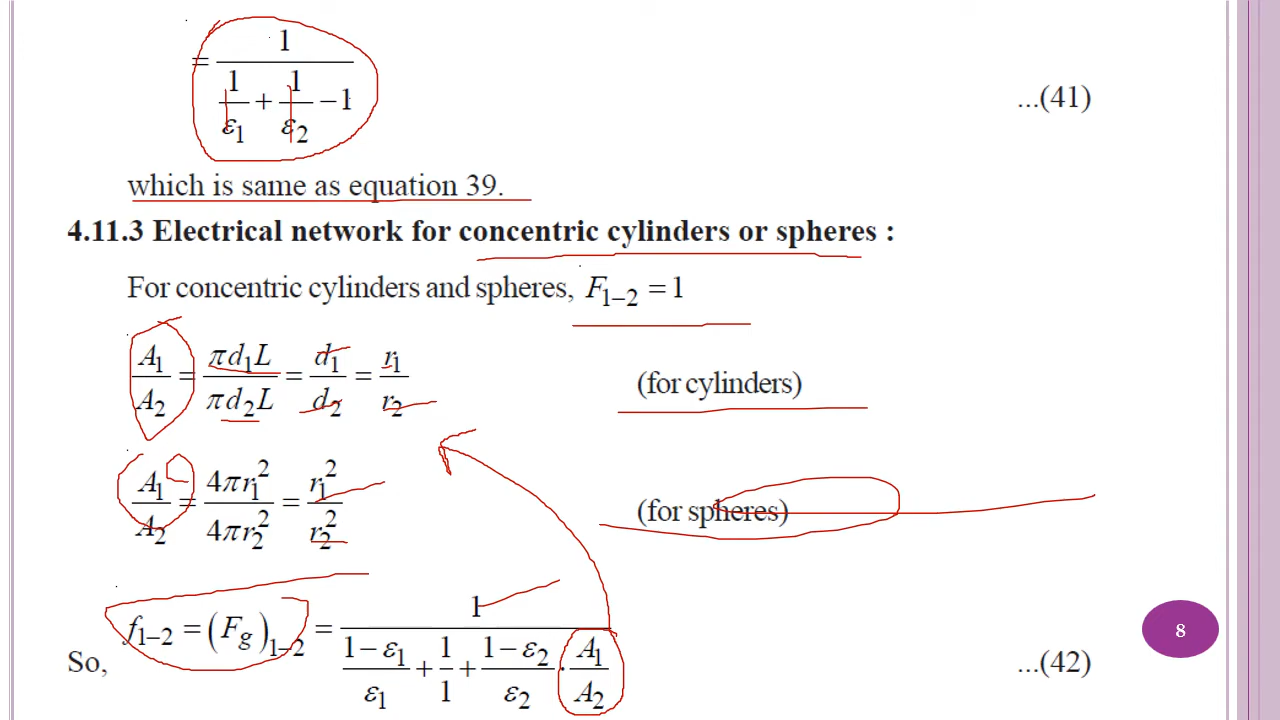 = 1 / (1/ε₁ + 1/ε₂ − 1) ...(41)
which is same as equation 39.
4.11.3 Electrical network for concentric cylinders or spheres :
For concentric cylinders and spheres, F₁₋₂ = 1
A₁/A₂ = πd₁L/πd₂L = d₁/d₂ = r₁/r₂ (for cylinders)
A₁/A₂ = 4πr₁²/4πr₂² = r₁²/r₂² (for spheres)
So, f₁₋₂ = (F_g)₁₋₂ = 1 / ((1−ε₁)/ε₁ + 1/1 + (1−ε₂)/ε₂ · A₁/A₂) ...(42)
8